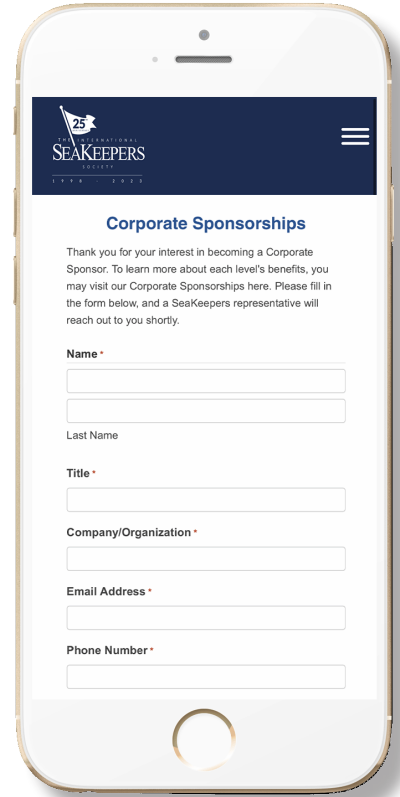 25
THE INTERNATIONAL
SEAKEEPERS
SOCIETY
1998 - 2023
Corporate Sponsorships
Thank you for your interest in becoming a Corporate
Sponsor. To learn more about each level's benefits, you
may visit our Corporate Sponsorships here. Please fill in
the form below, and a SeaKeepers representative will
reach out to you shortly.
Name *
Last Name
Title *
Company/Organization *
Email Address *
Phone Number *